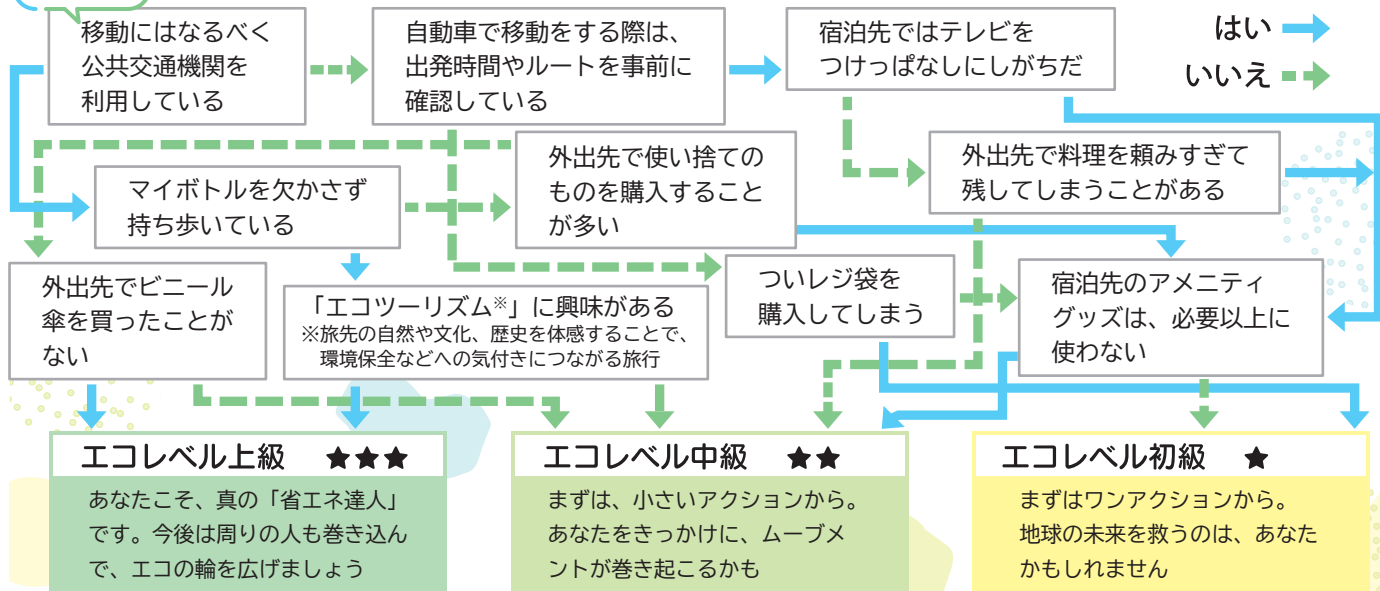 移動にはなるべく
公共交通機関を
利用している
自動車で移動をする際は、
出発時間やルートを事前に
確認している
宿泊先ではテレビを
つけっぱなしにしがちだ
はい
いいえ
マイボトルを欠かさず
持ち歩いている
外出先で使い捨ての
ものを購入すること
が多い
外出先で料理を頼みすぎて
残してしまうことがある
外出先でビニール
傘を買ったことが
ない
「エコツーリズム※」に興味がある
※旅先の自然や文化、歴史を体感することで、
環境保全などへの気付きにつながる旅行
ついレジ袋を
購入してしまう
宿泊先のアメニティ
グッズは、必要以上に
使わない
エコレベル上級 ★★★
あなたこそ、真の「省エネ達人」
です。今後は周りの人も巻き込ん
で、エコの輪を広げましょう
エコレベル中級 ★★
まずは、小さいアクションから。
あなたをきっかけに、ムーブメ
ントが巻き起こるかも
エコレベル初級 ★
まずはワンアクションから。
地球の未来を救うのは、あなた
かもしれません